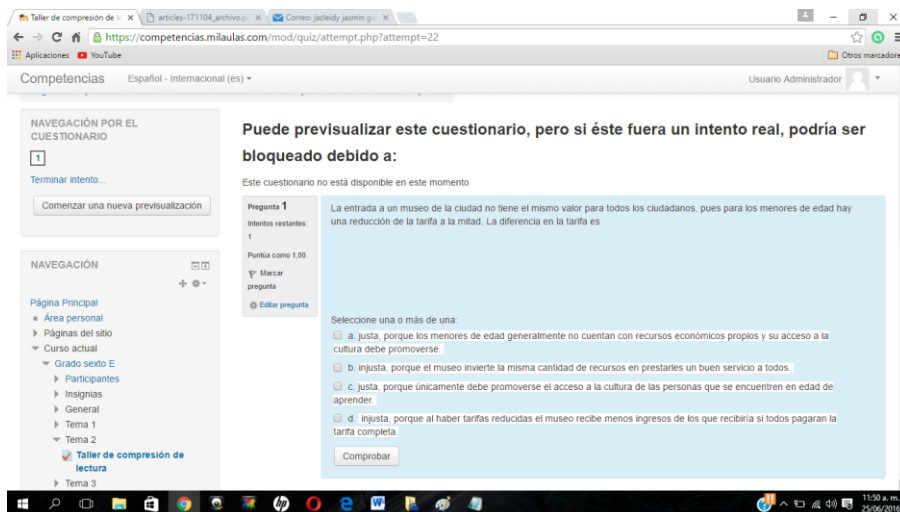 Taller de compresión de le
articles-171104_archivo.pc
Correo: jazleidy jasmin g
https://competencias.milaulas.com/mod/quiz/attempt.php?attempt=22
Aplicaciones YouTube Otros marcadore
Competencias Español - Internacional (es) Usuario Administrador
NAVEGACIÓN POR EL
CUESTIONARIO
1
Terminar intento...
Comenzar una nueva previsualización
NAVEGACIÓN
Página Principal
Área personal
Páginas del sitio
Curso actual
Grado sexto E
Participantes
Insignias
General
Tema 1
Tema 2
Taller de compresión de
lectura
Tema 3
Puede previsualizar este cuestionario, pero si éste fuera un intento real, podría ser
bloqueado debido a:
Este cuestionario no está disponible en este momento
Pregunta 1
Intentos restantes:
1
Puntúa como 1,00
Marcar
pregunta
Editar pregunta
La entrada a un museo de la ciudad no tiene el mismo valor para todos los ciudadanos, pues para los menores de edad hay
una reducción de la tarifa a la mitad. La diferencia en la tarifa es
Seleccione una o más de una:
a. justa, porque los menores de edad generalmente no cuentan con recursos económicos propios y su acceso a la
cultura debe promoverse.
b. injusta, porque el museo invierte la misma cantidad de recursos en prestarles un buen servicio a todos.
c. justa, porque únicamente debe promoverse el acceso a la cultura de las personas que se encuentren en edad de
aprender.
d. injusta, porque al haber tarifas reducidas el museo recibe menos ingresos de los que recibiría si todos pagaran la
tarifa completa.
Comprobar
11:50 a. m.
25/06/2016